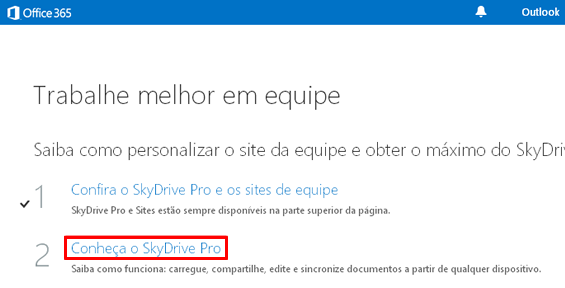 Office 365
Outlook
Trabalhe melhor em equipe
Saiba como personalizar o site da equipe e obter o máximo do SkyDri
1
Confira o SkyDrive Pro e os sites de equipe
SkyDrive Pro e Sites estão sempre disponíveis na parte superior da página.
2
Conheça o SkyDrive Pro
Saiba como funciona: carregue, compartilhe, edite e sincronize documentos a partir de qualquer dispositivo.